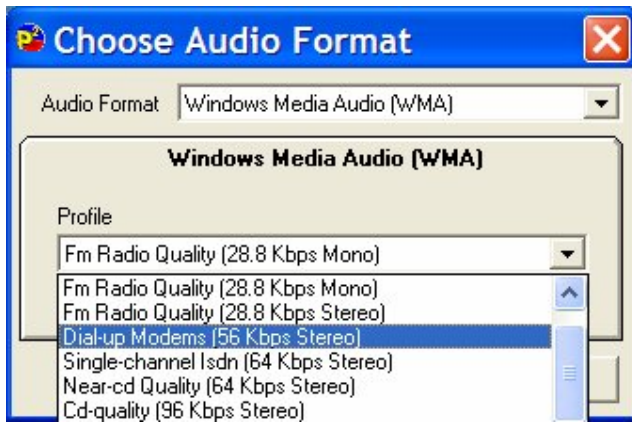 Choose Audio Format
Audio Format Windows Media Audio (WMA)
Windows Media Audio (WMA)
Profile
Fm Radio Quality (28.8 Kbps Mono)
Fm Radio Quality (28.8 Kbps Mono)
Fm Radio Quality (28.8 Kbps Stereo)
Dial-up Modems (56 Kbps Stereo)
Single-channel Isdn (64 Kbps Stereo)
Near-cd Quality (64 Kbps Stereo)
Cd-quality (96 Kbps Stereo)